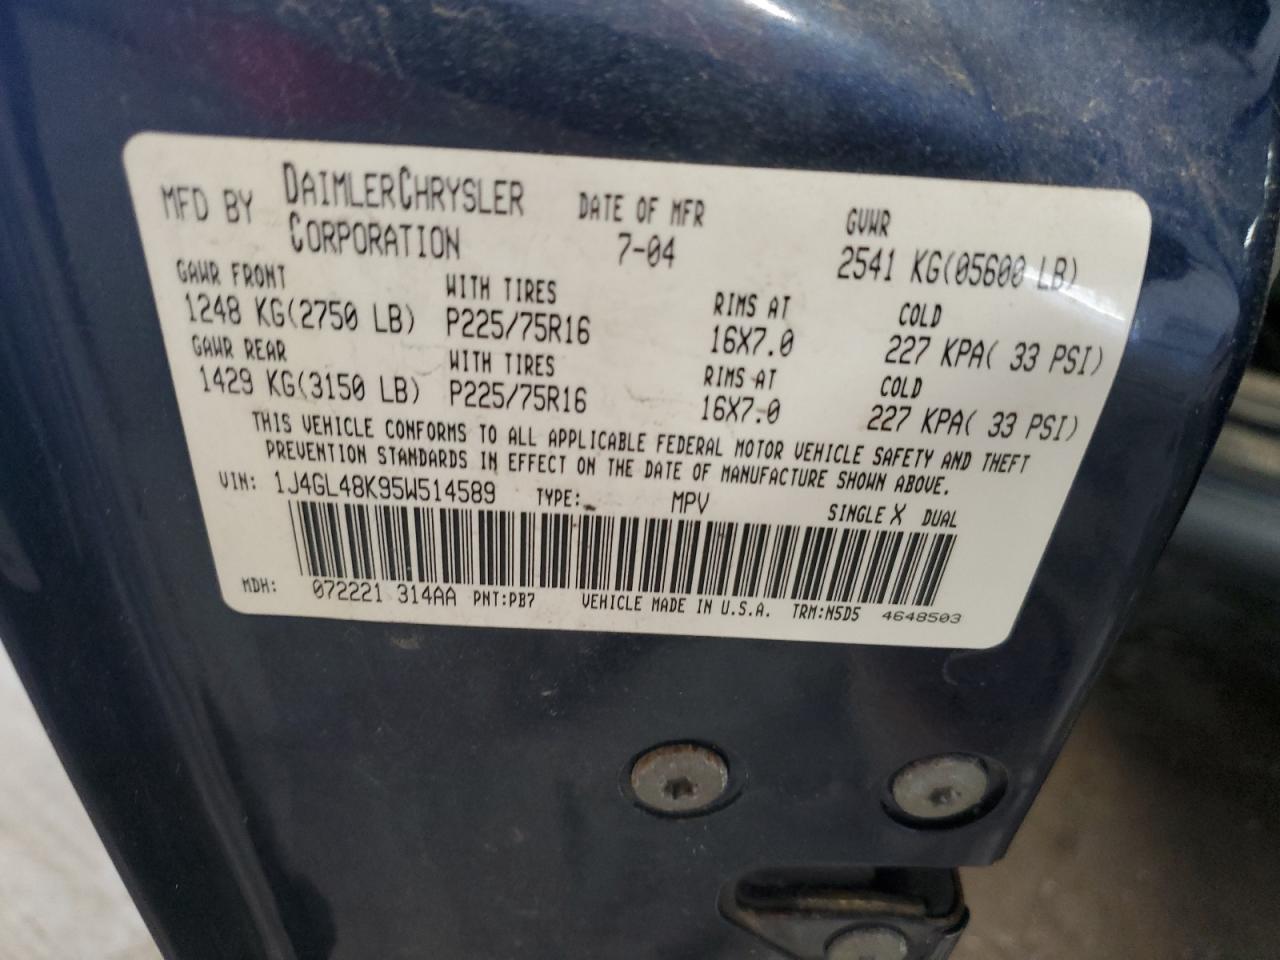 MFD BY DAIMLERCHRYSLER CORPORATION DATE OF MFR 7-04 GVWR 2541 KG(05600 LB)
GAWR FRONT WITH TIRES RIMS AT COLD
1248 KG(2750 LB) P225/75R16 16X7.0 227 KPA( 33 PSI)
GAWR REAR WITH TIRES RIMS AT COLD
1429 KG(3150 LB) P225/75R16 16X7.0 227 KPA( 33 PSI)
THIS VEHICLE CONFORMS TO ALL APPLICABLE FEDERAL MOTOR VEHICLE SAFETY AND THEFT
PREVENTION STANDARDS IN EFFECT ON THE DATE OF MANUFACTURE SHOWN ABOVE.
VIN: 1J4GL48K95W514589 TYPE: MPV SINGLE X DUAL
MDH: 072221 314AA PNT:PB7 VEHICLE MADE IN U.S.A. TRM:N5D5 4648503